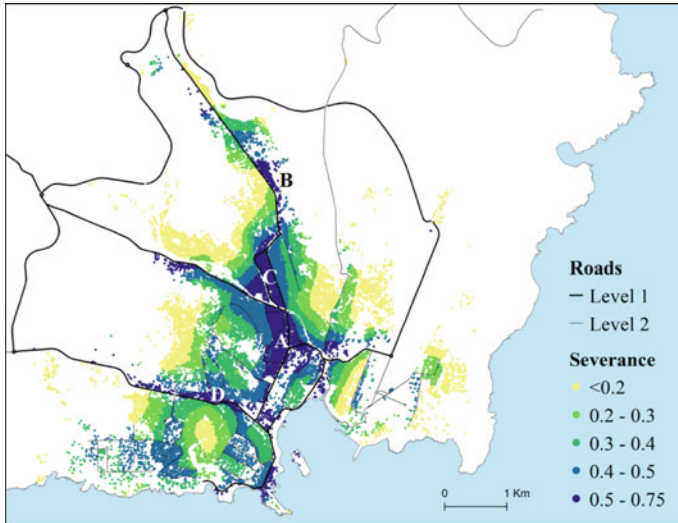 B
C
A
D
Roads
Level 1
Level 2
Severance
<0.2
0.2 - 0.3
0.3 - 0.4
0.4 - 0.5
0.5 - 0.75
0 1 Km